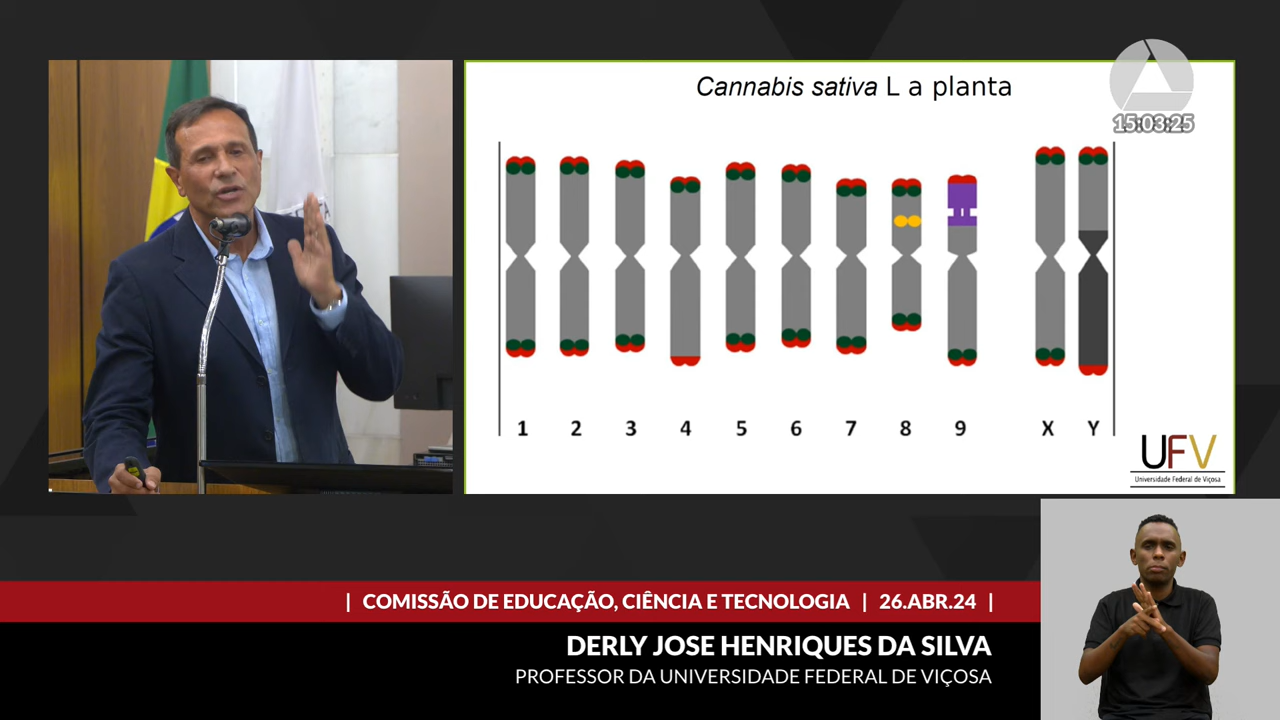 Cannabis sativa L a planta
15:03:25
1 2 3 4 5 6 7 8 9 X Y
UFV
Universidade Federal de Viçosa
| COMISSÃO DE EDUCAÇÃO, CIÊNCIA E TECNOLOGIA | 26.ABR.24 |
DERLY JOSE HENRIQUES DA SILVA
PROFESSOR DA UNIVERSIDADE FEDERAL DE VIÇOSA